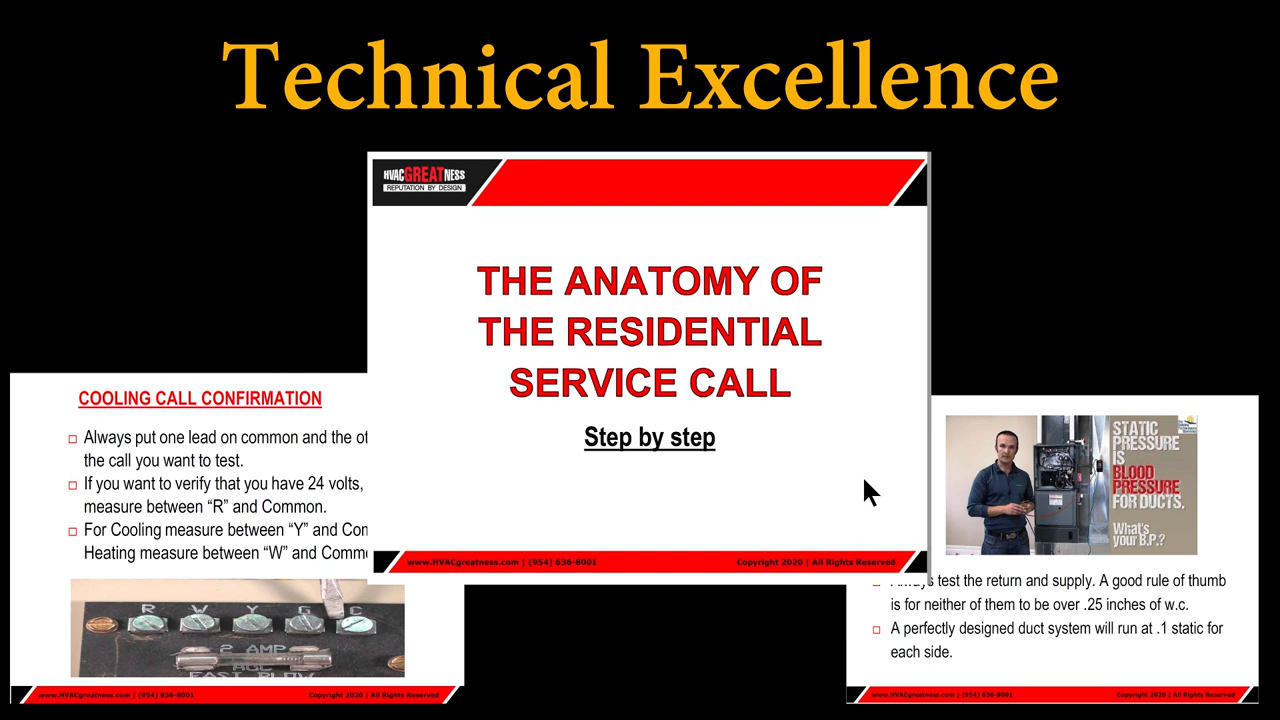 Technical Excellence
HVACGREATNESS
REPUTATION BY DESIGN
THE ANATOMY OF
THE RESIDENTIAL
SERVICE CALL
Step by step
www.HVACgreatness.com | (954) 636-8001
Copyright 2020 | All Rights Reserved
COOLING CALL CONFIRMATION
Always put one lead on common and the
the call you want to test.
If you want to verify that you have 24 volts,
measure between “R” and Common.
For Cooling measure between “Y” and
Heating measure between “W” and
R W Y G C
2 AMP
AGC
FAST BLOW
www.HVACgreatness.com | (954) 636-8001
Copyright 2020 | All Rights Reserved
STATIC
PRESSURE
IS
BLOOD
PRESSURE
FOR DUCTS.
What's
your B.P.?
Always test the return and supply. A good rule of thumb
is for neither of them to be over .25 inches of w.c.
A perfectly designed duct system will run at .1 static for
each side.
www.HVACgreatness.com | (954) 636-8001
Copyright 2020 | All Rights Reserved